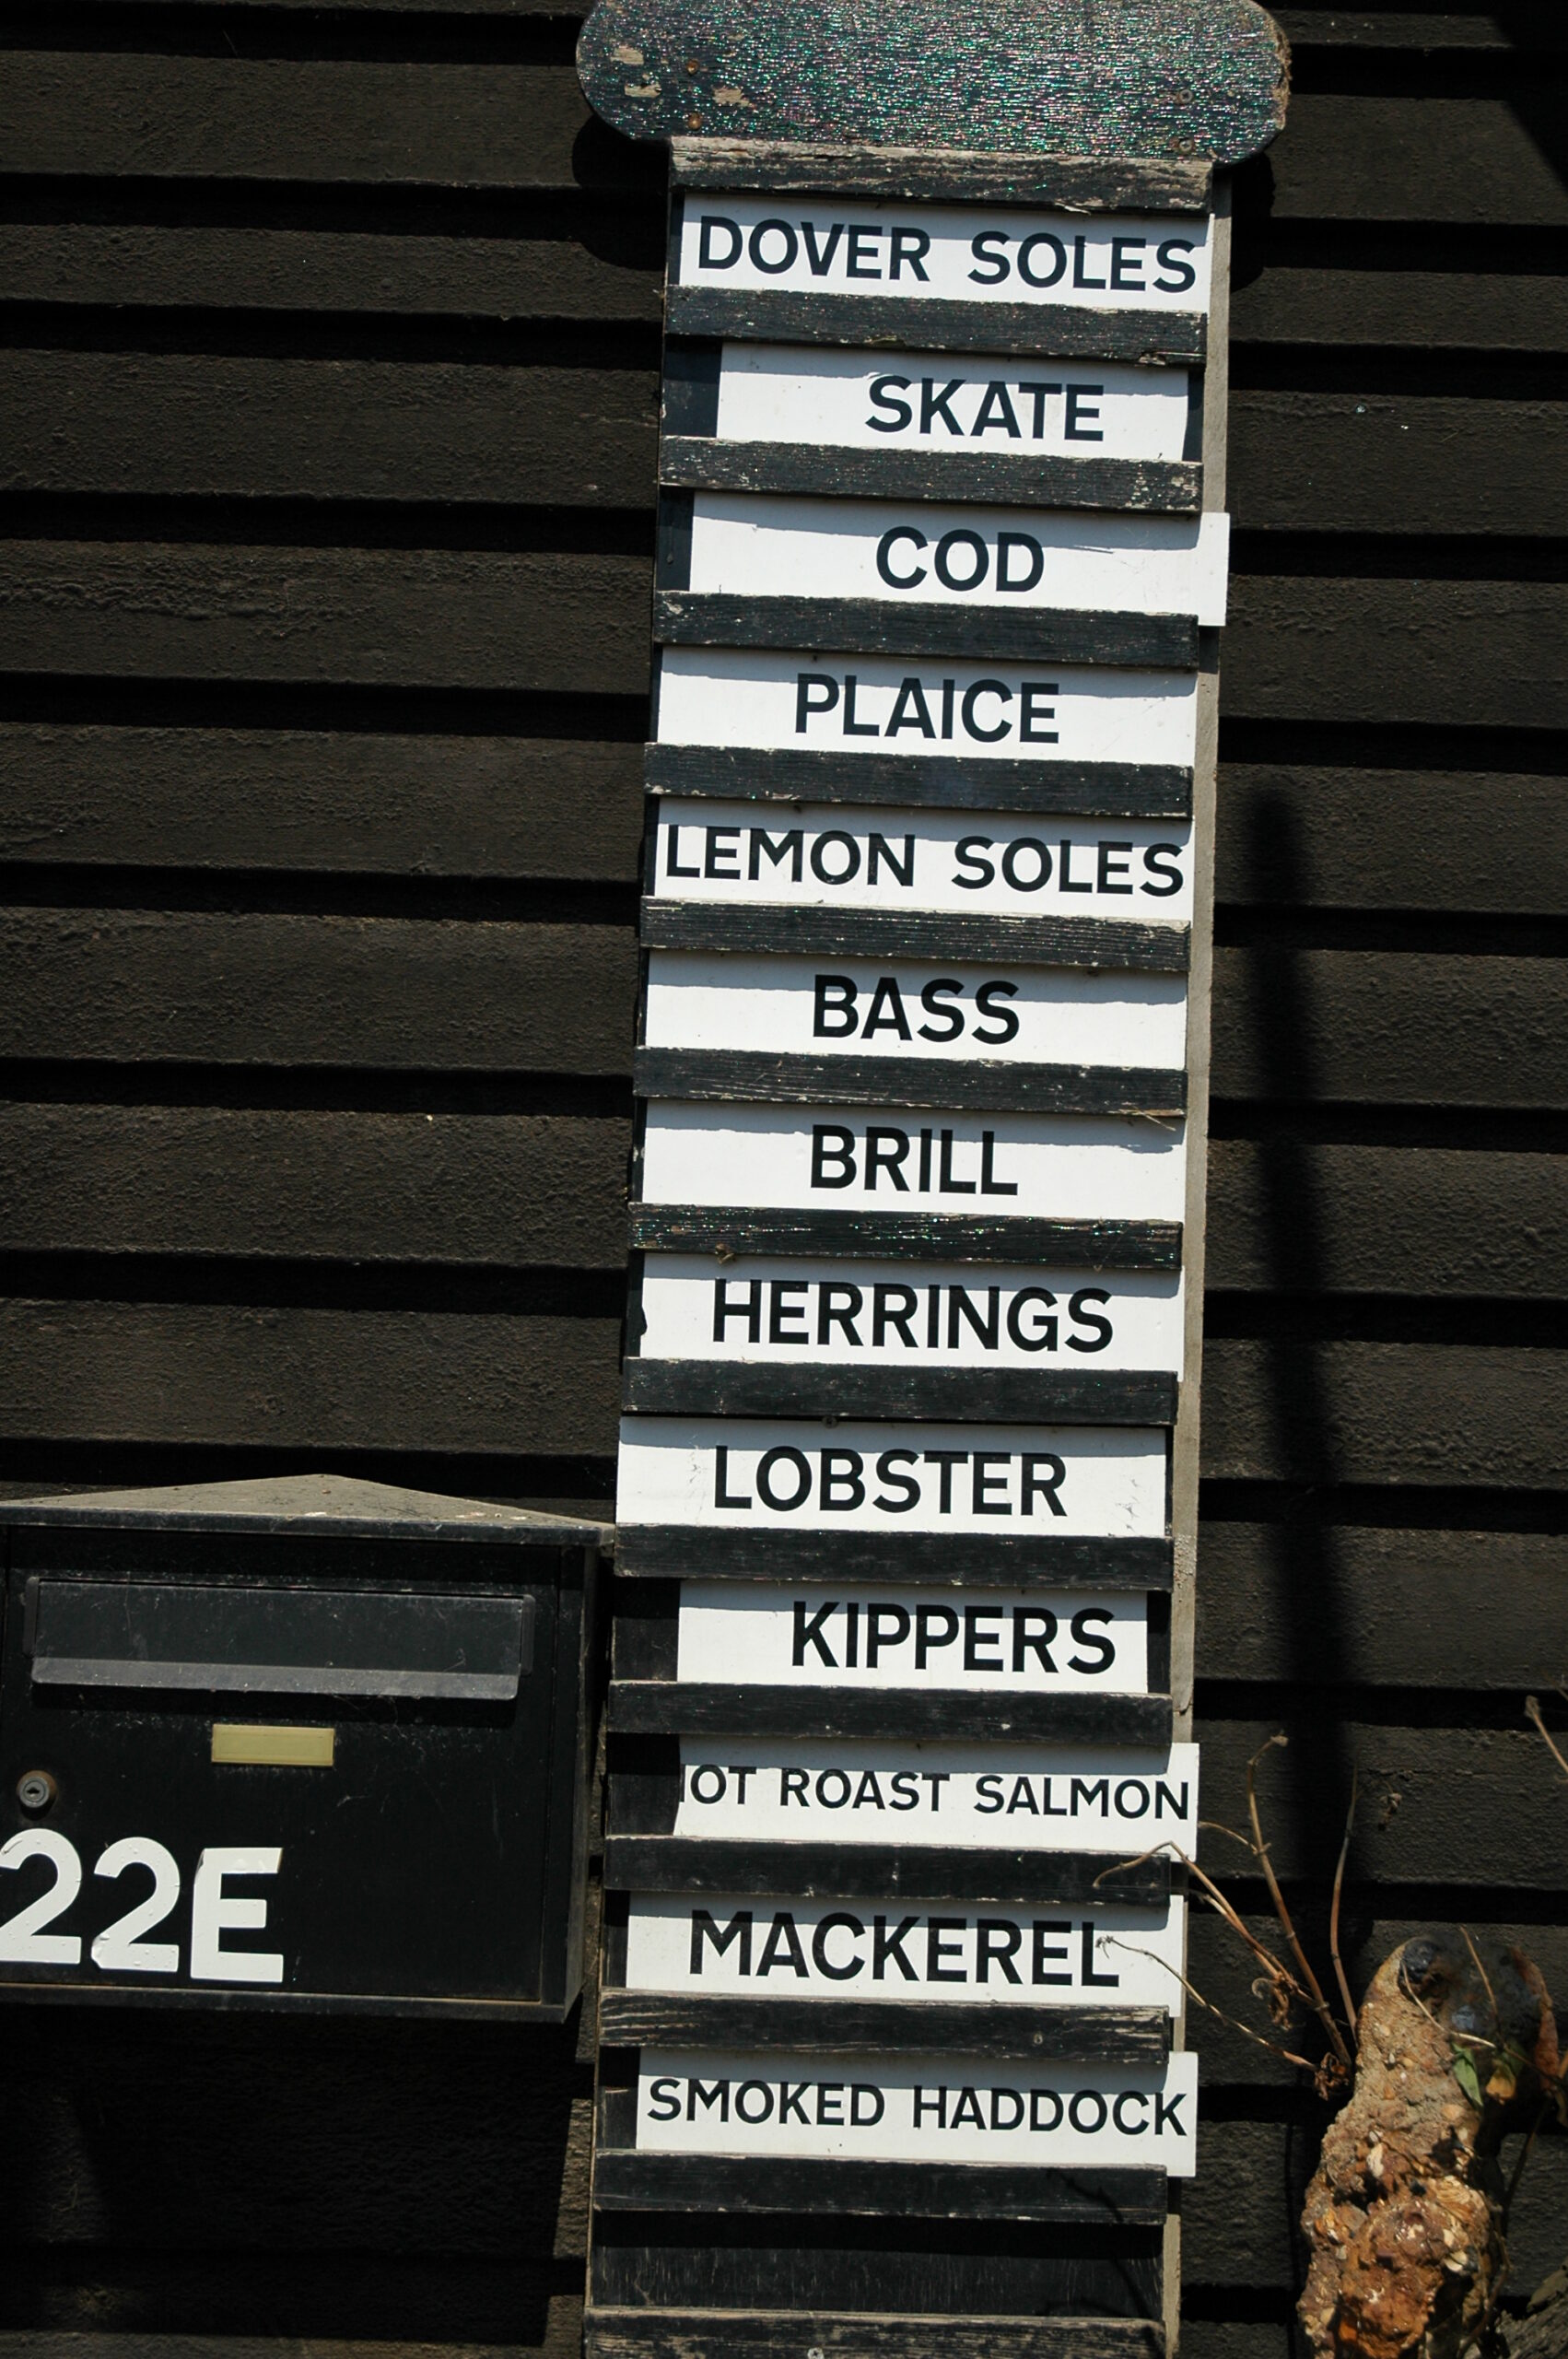 DOVER SOLES
SKATE
COD
PLAICE
LEMON SOLES
BASS
BRILL
HERRINGS
LOBSTER
KIPPERS
OT ROAST SALMON
MACKEREL
SMOKED HADDOCK
22E